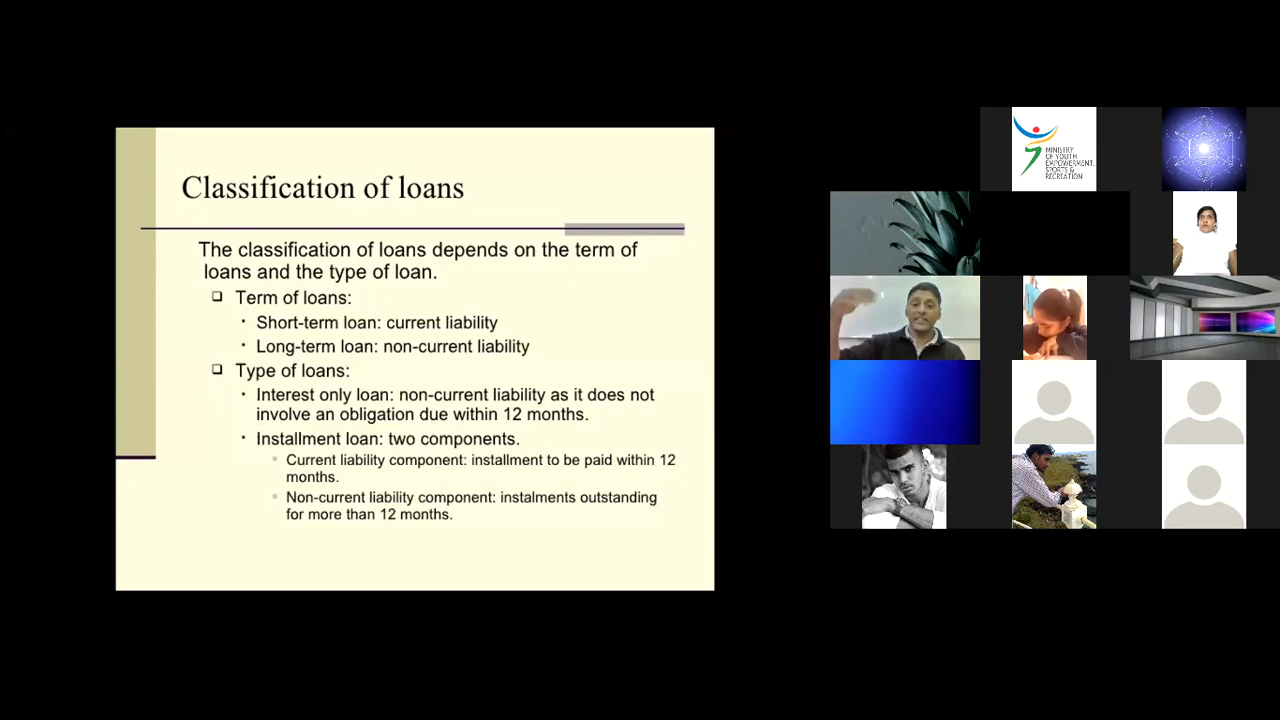 Classification of loans
The classification of loans depends on the term of
loans and the type of loan.
Term of loans:
Short-term loan: current liability
Long-term loan: non-current liability
Type of loans:
Interest only loan: non-current liability as it does not
involve an obligation due within 12 months.
Installment loan: two components.
Current liability component: installment to be paid within 12
months.
Non-current liability component: instalments outstanding
for more than 12 months.
MINISTRY
OF YOUTH
EMPOWERMENT,
SPORTS &
RECREATION